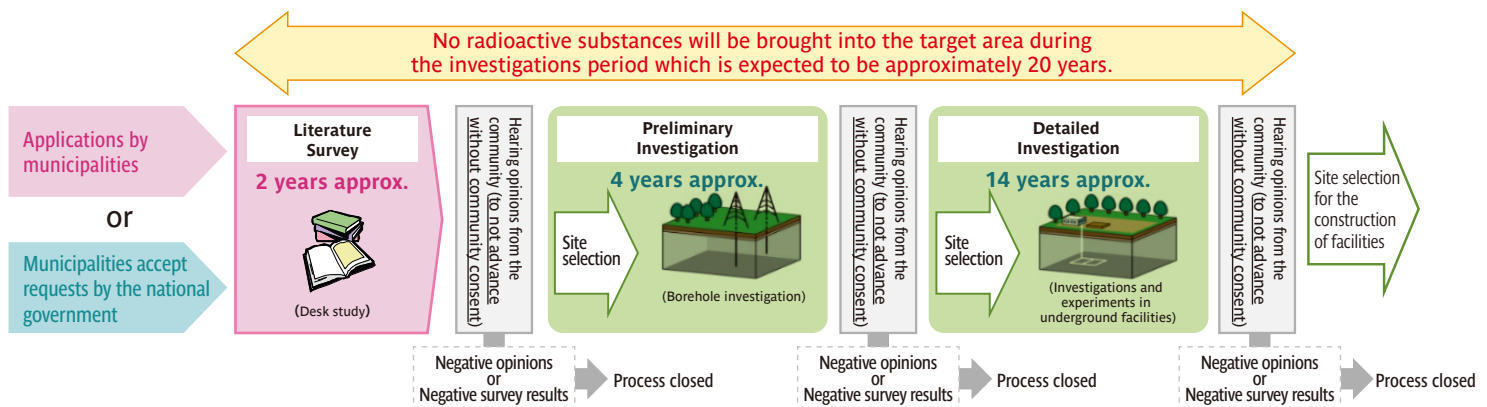 No radioactive substances will be brought into the target area during
the investigations period which is expected to be approximately 20 years.
Applications by
municipalities
or
Municipalities accept
requests by the national
government
Literature
Survey
2 years approx.
(Desk study)
Hearing opinions from the
community (to not advance
without community consent)
Negative opinions
or
Negative survey results
Process closed
Preliminary
Investigation
4 years approx.
Site
selection
(Borehole investigation)
Hearing opinions from the
community (to not advance
without community consent)
Negative opinions
or
Negative survey results
Process closed
Detailed
Investigation
14 years approx.
Site
selection
(Investigations and
experiments in
underground facilities)
Hearing opinions from the
community (to not advance
without community consent)
Negative opinions
or
Negative survey results
Process closed
Site selection
for the
construction
of facilities